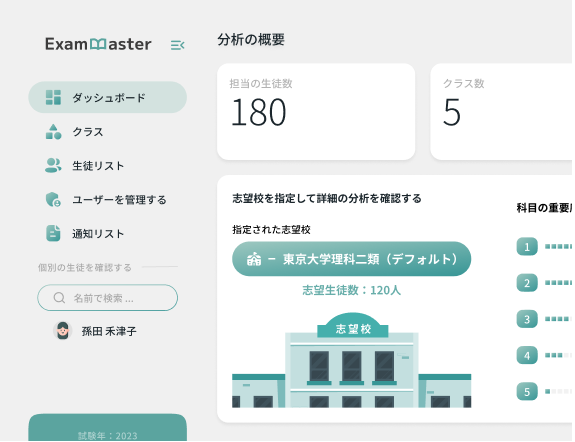 Exam aster
ダッシュボード
クラス
生徒リスト
ユーザーを管理する
通知リスト
個別の生徒を確認する
名前で検索 ...
孫田 禾津子
試験年：2023
分析の概要
担当の生徒数
180
クラス数
5
志望校を指定して詳細の分析を確認する
指定された志望校
– 東京大学理科二類（デフォルト）
志望生徒数：120人
志望校
科目の重要
1
2
3
4
5